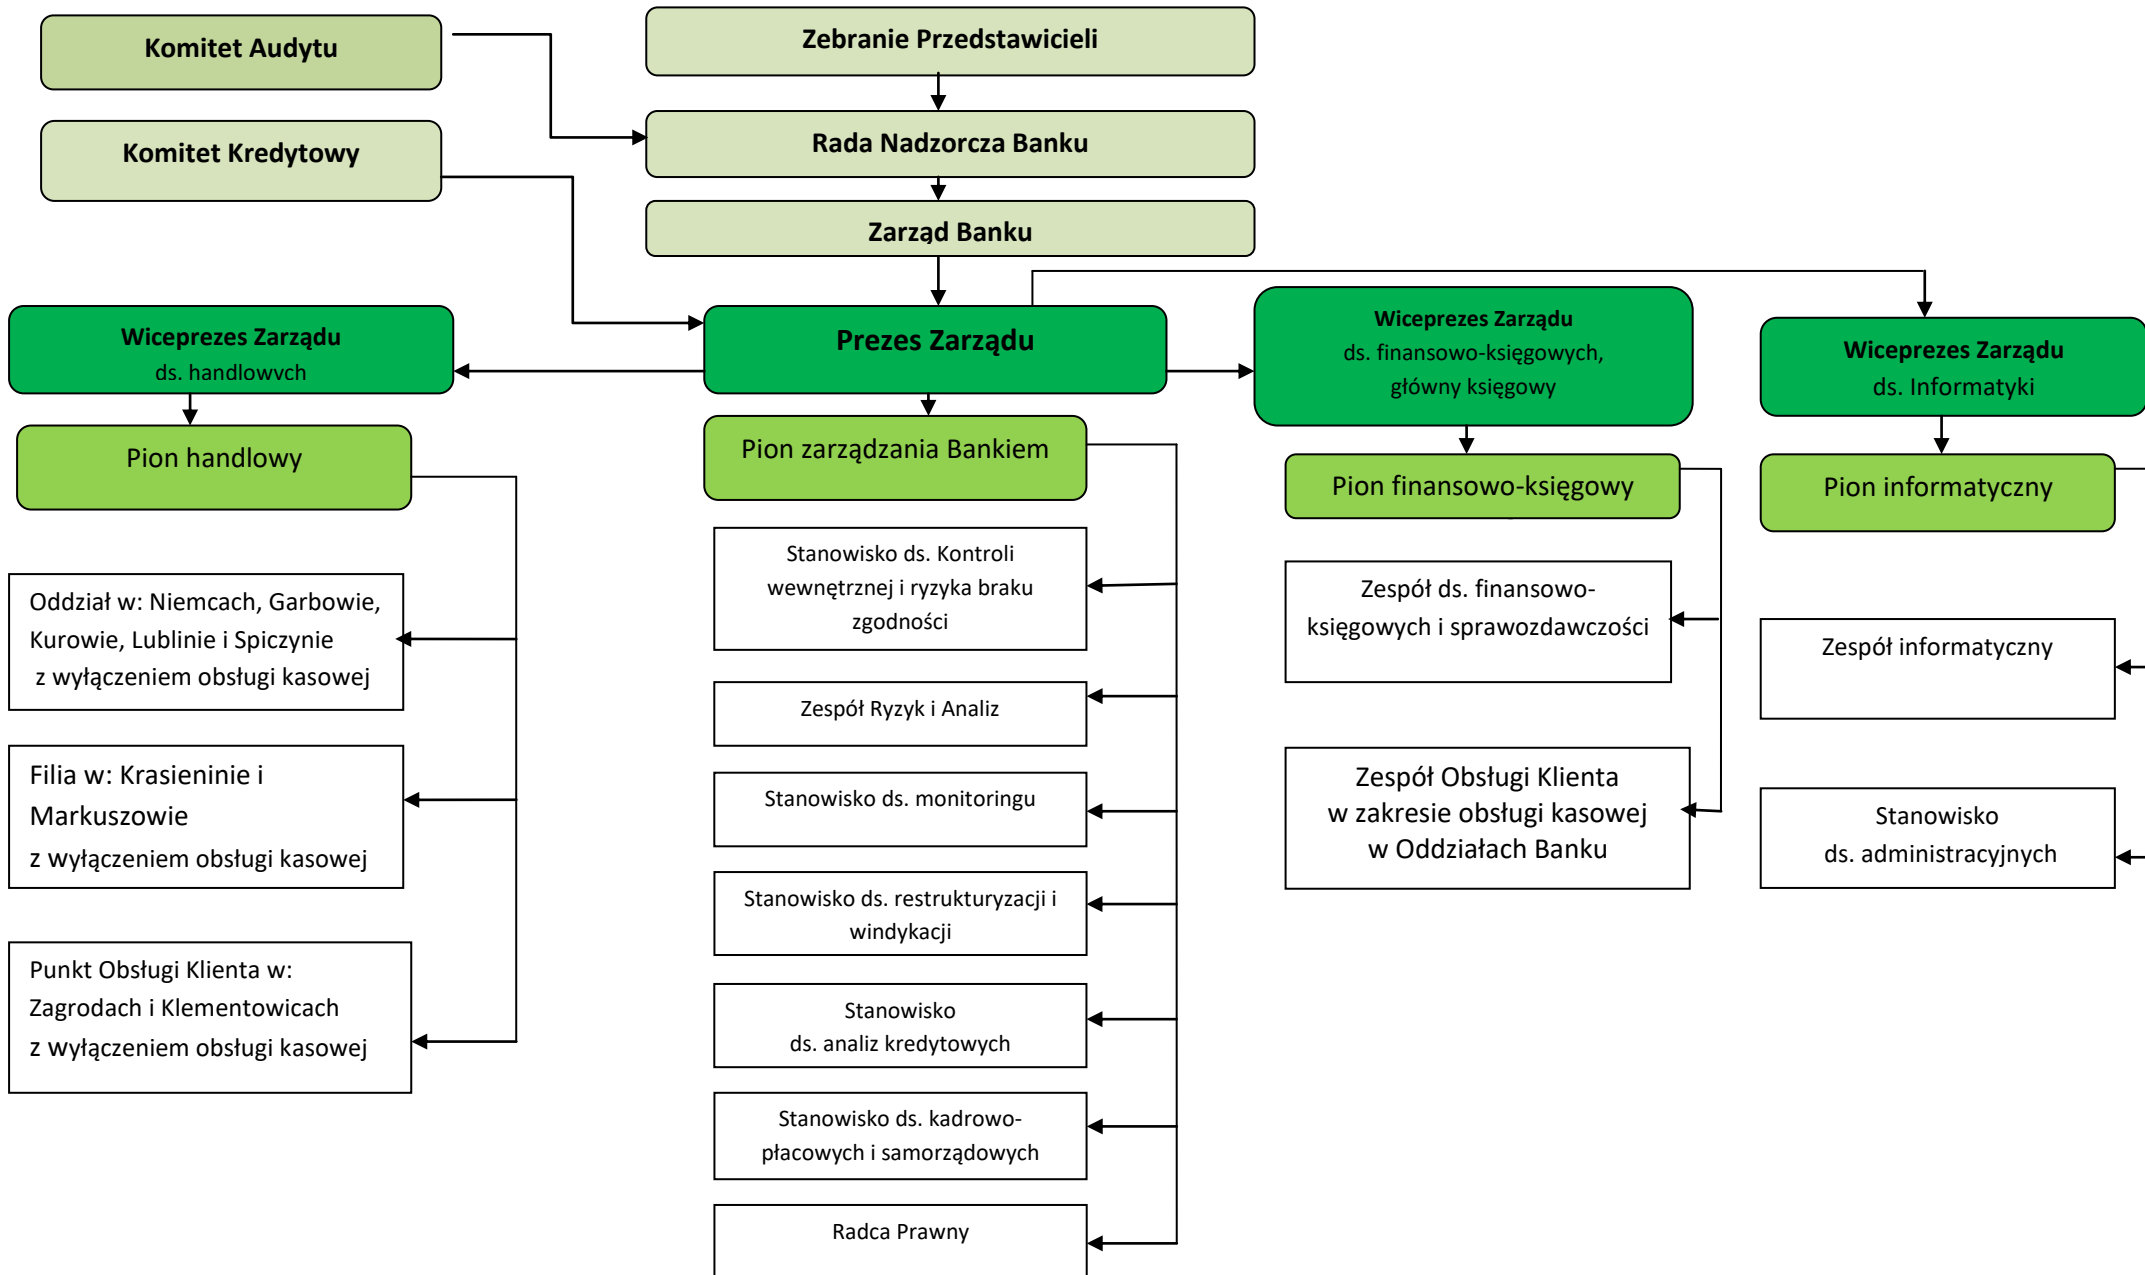 Komitet Audytu
Zebranie Przedstawicieli
Komitet Kredytowy
Rada Nadzorcza Banku
Zarząd Banku
Wiceprezes Zarządu
ds. handlowych
Prezes Zarządu
Wiceprezes Zarządu
ds. finansowo-księgowych,
główny księgowy
Wiceprezes Zarządu
ds. Informatyki
Pion handlowy
Pion zarządzania Bankiem
Pion finansowo-księgowy
Pion informatyczny
Oddział w: Niemcach, Garbowie,
Kurowie, Lublinie i Spiczynie
z wyłączeniem obsługi kasowej
Filia w: Krasieninie i
Markuszowie
z wyłączeniem obsługi kasowej
Punkt Obsługi Klienta w:
Zagrodach i Klementowicach
z wyłączeniem obsługi kasowej
Stanowisko ds. Kontroli
wewnętrznej i ryzyka braku
zgodności
Zespół Ryzyk i Analiz
Stanowisko ds. monitoringu
Stanowisko ds. restrukturyzacji i
windykacji
Stanowisko
ds. analiz kredytowych
Stanowisko ds. kadrowo-
płacowych i samorządowych
Radca Prawny
Zespół ds. finansowo-
księgowych i sprawozdawczości
Zespół Obsługi Klienta
w zakresie obsługi kasowej
w Oddziałach Banku
Zespół informatyczny
Stanowisko
ds. administracyjnych